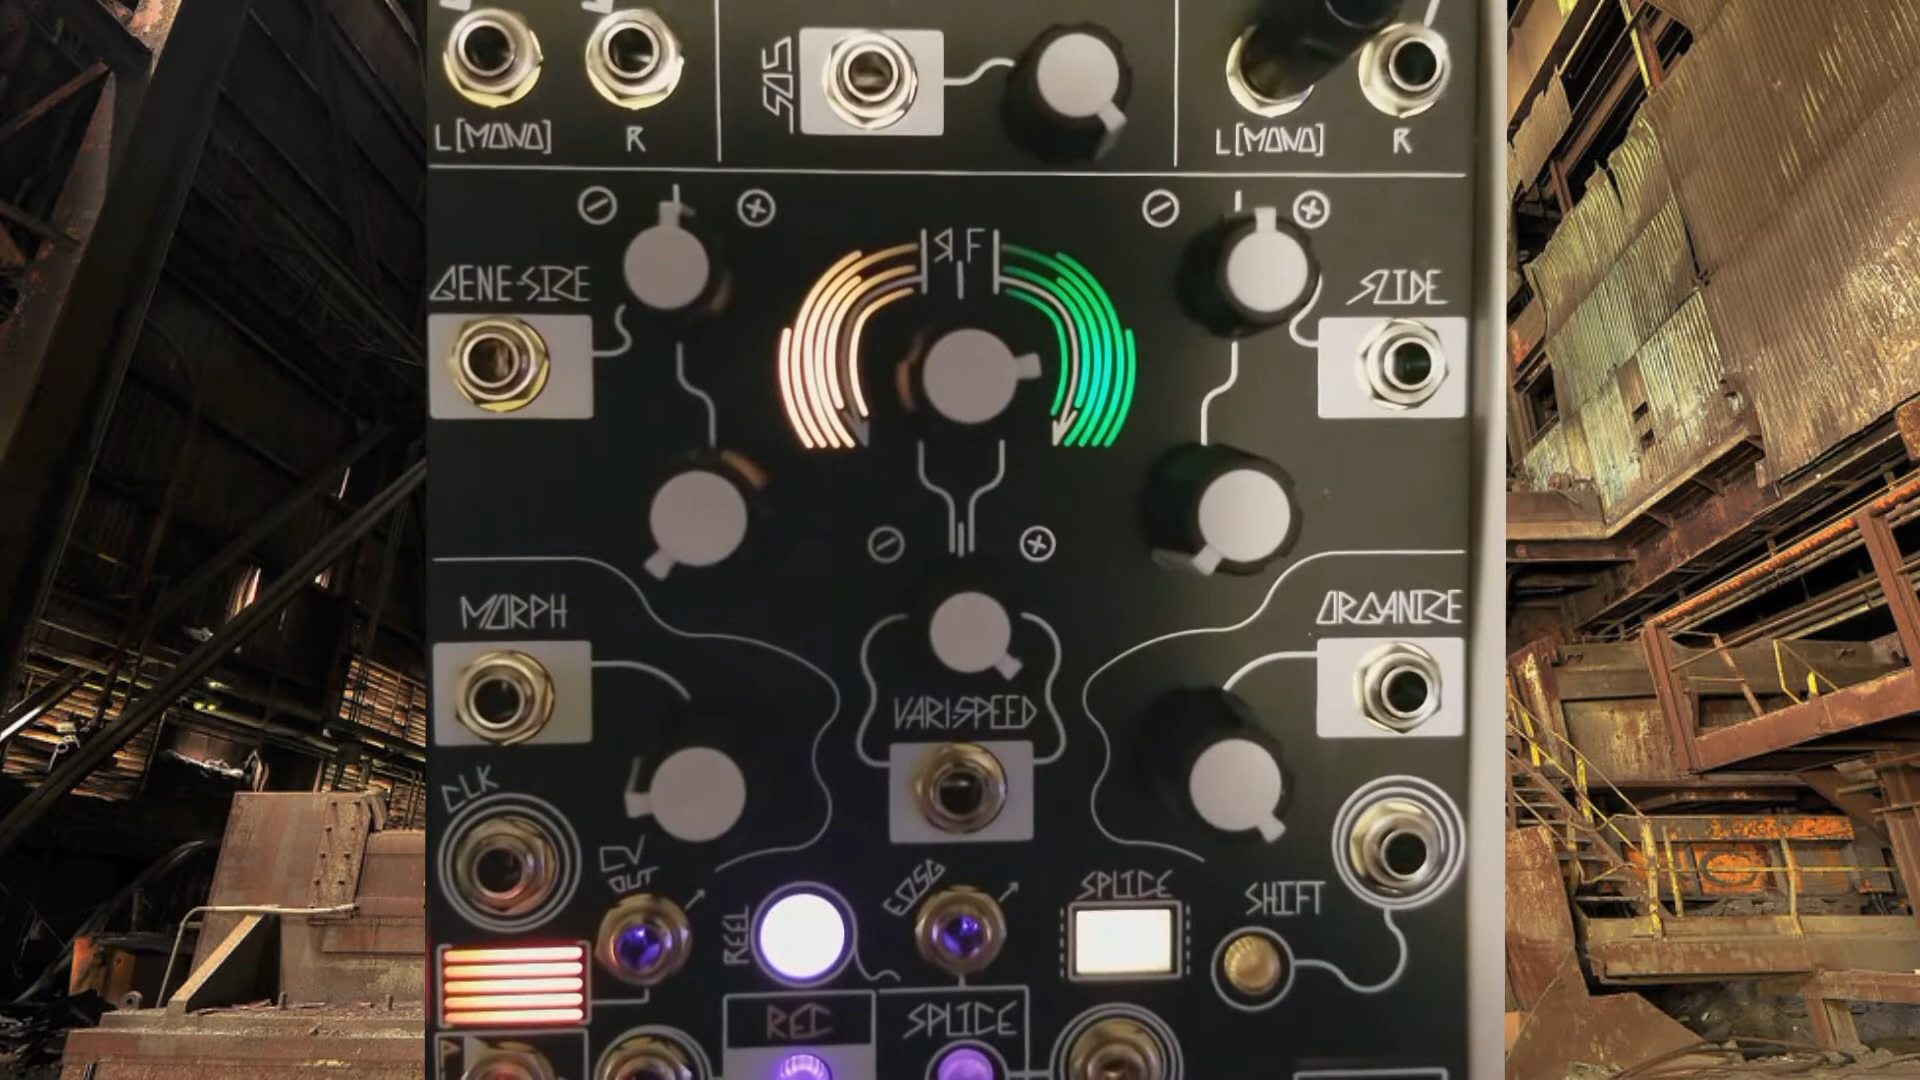 L [MONO]
R
SOS
L [MONO]
R
GENE-SIZE
SLIDE
MORPH
ORGANIZE
VARISPEED
CLK
CV
OUT
REEL
EOSG
SPLICE
SHIFT
REC
SPLICE
P